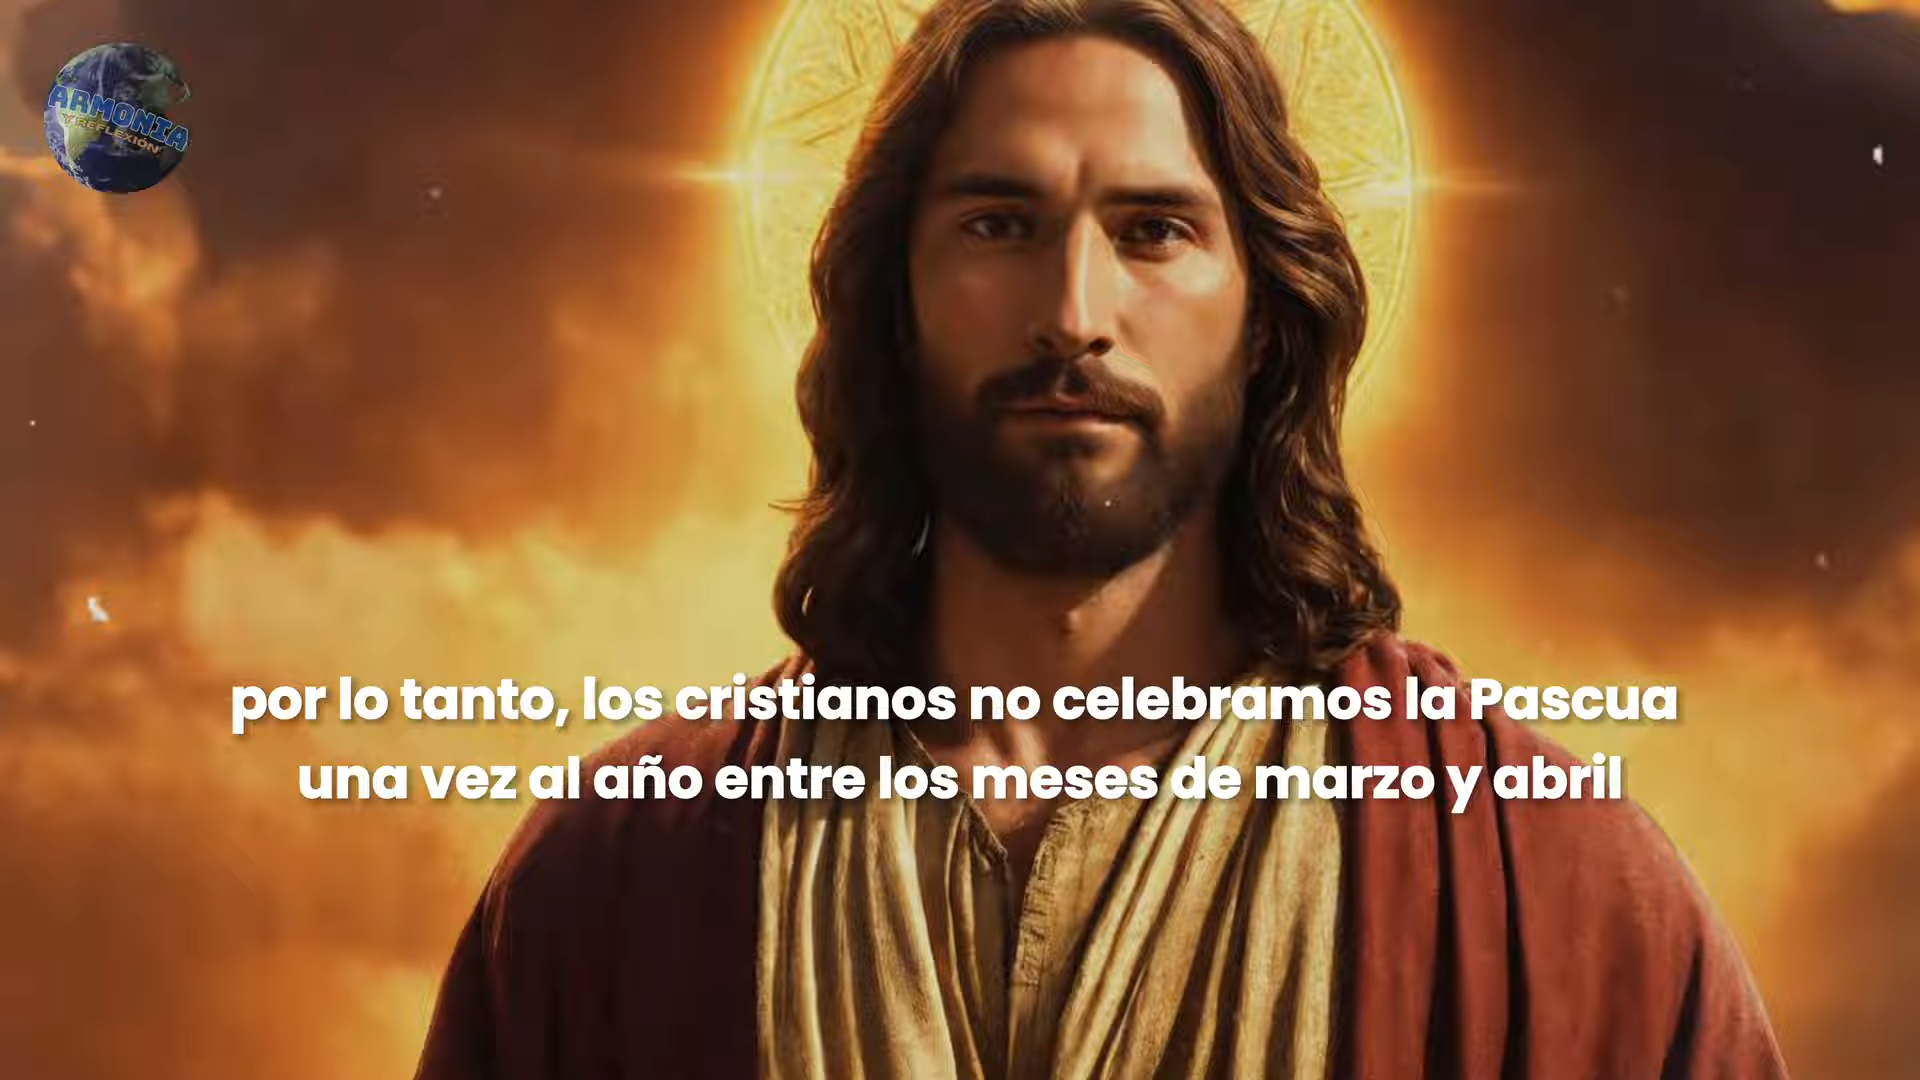 ARMONIA
Y REFLEXIÓN
por lo tanto, los cristianos no celebramos la Pascua
una vez al año entre los meses de marzo y abril